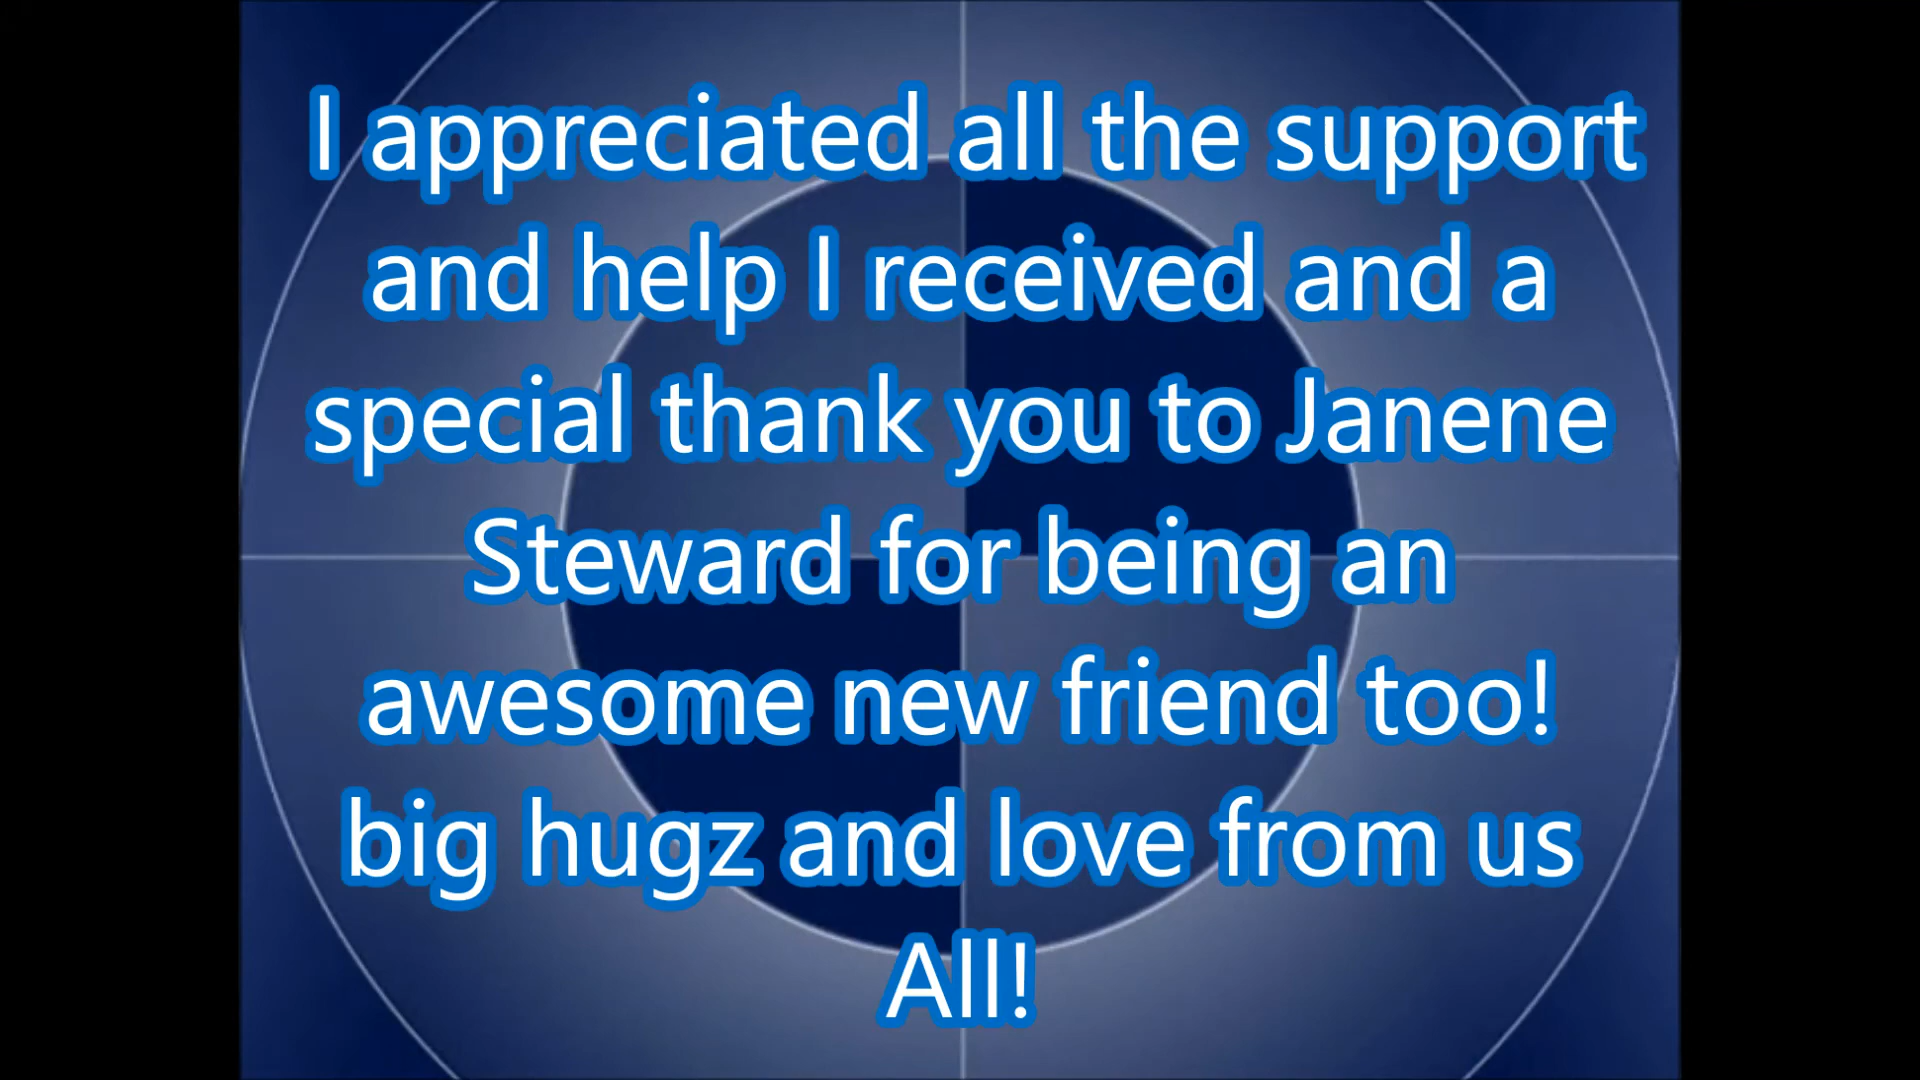 I appreciated all the support
and help I received and a
special thank you to Janene
Steward for being an
awesome new friend too!
big hugz and love from us
All!